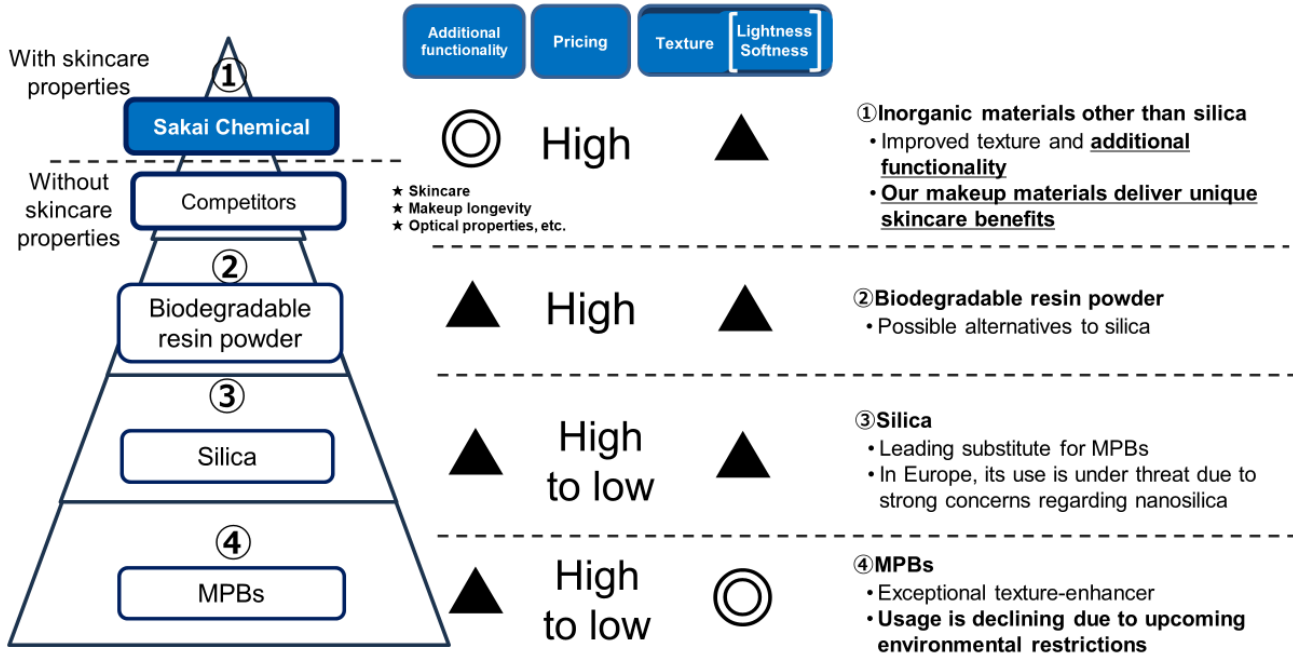 Additional
functionality
Pricing
Texture
Lightness
Softness
With skincare
properties
①
Sakai Chemical
Without
skincare
properties
Competitors
②
Biodegradable
resin powder
③
Silica
④
MPBs
◎
High
▲
★ Skincare
★ Makeup longevity
★ Optical properties, etc.
①Inorganic materials other than silica
・Improved texture and additional
functionality
・Our makeup materials deliver unique
skincare benefits
▲
High
▲
②Biodegradable resin powder
・Possible alternatives to silica
▲
High
to low
▲
③Silica
・Leading substitute for MPBs
・In Europe, its use is under threat due to
strong concerns regarding nanosilica
▲
High
to low
◎
④MPBs
・Exceptional texture-enhancer
・Usage is declining due to upcoming
environmental restrictions